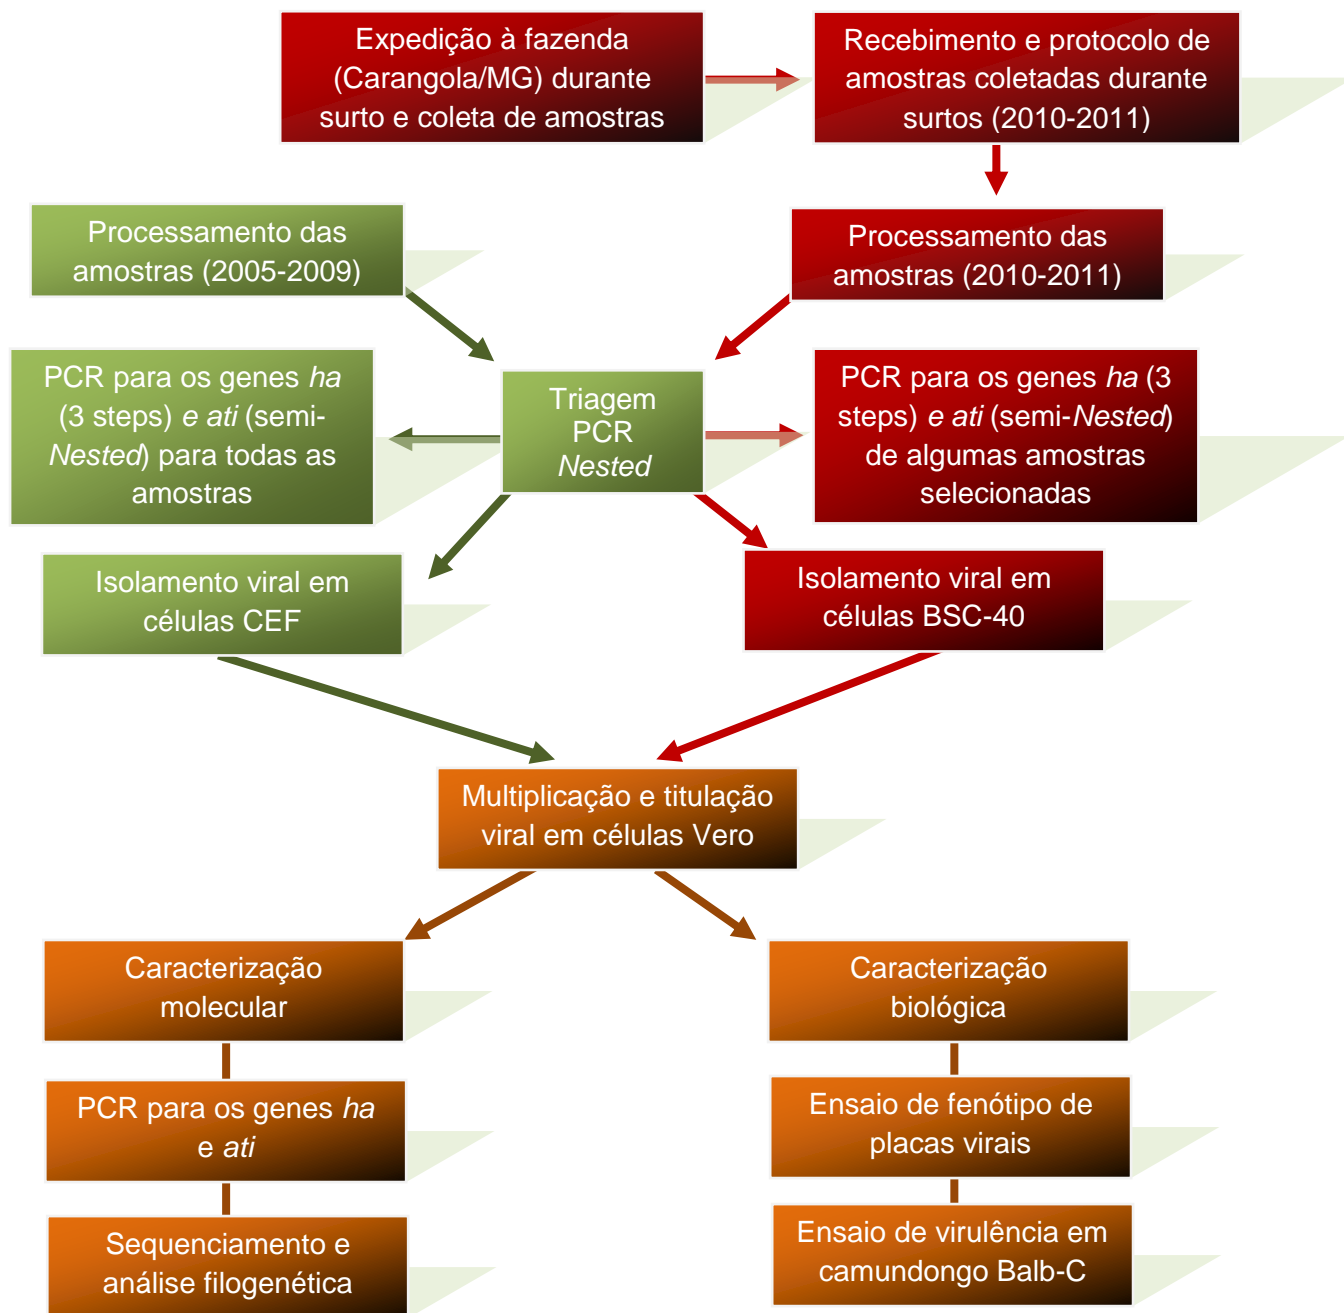 Expedição à fazenda
(Carangola/MG) durante
surto e coleta de amostras
Recebimento e protocolo de
amostras coletadas durante
surtos (2010-2011)
Processamento das
amostras (2005-2009)
Processamento das
amostras (2010-2011)
PCR para os genes ha
(3 steps) e ati (semi-
Nested) para todas as
amostras
Triagem
PCR
Nested
PCR para os genes ha (3
steps) e ati (semi-Nested)
de algumas amostras
selecionadas
Isolamento viral em
células CEF
Isolamento viral em
células BSC-40
Multiplicação e titulação
viral em células Vero
Caracterização
molecular
Caracterização
biológica
PCR para os genes ha
e ati
Ensaio de fenótipo de
placas virais
Sequenciamento e
análise filogenética
Ensaio de virulência em
camundongo Balb-C